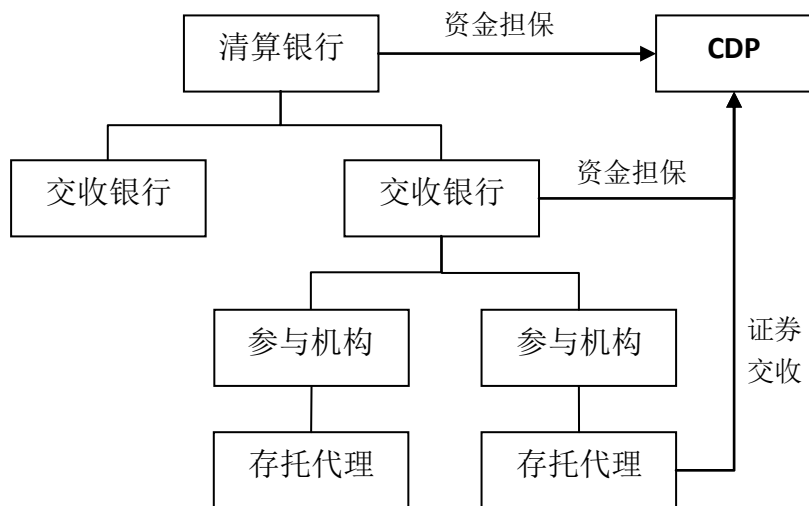 清算银行
资金担保
CDP
交收银行
交收银行
资金担保
参与机构
参与机构
证券
交收
存托代理
存托代理